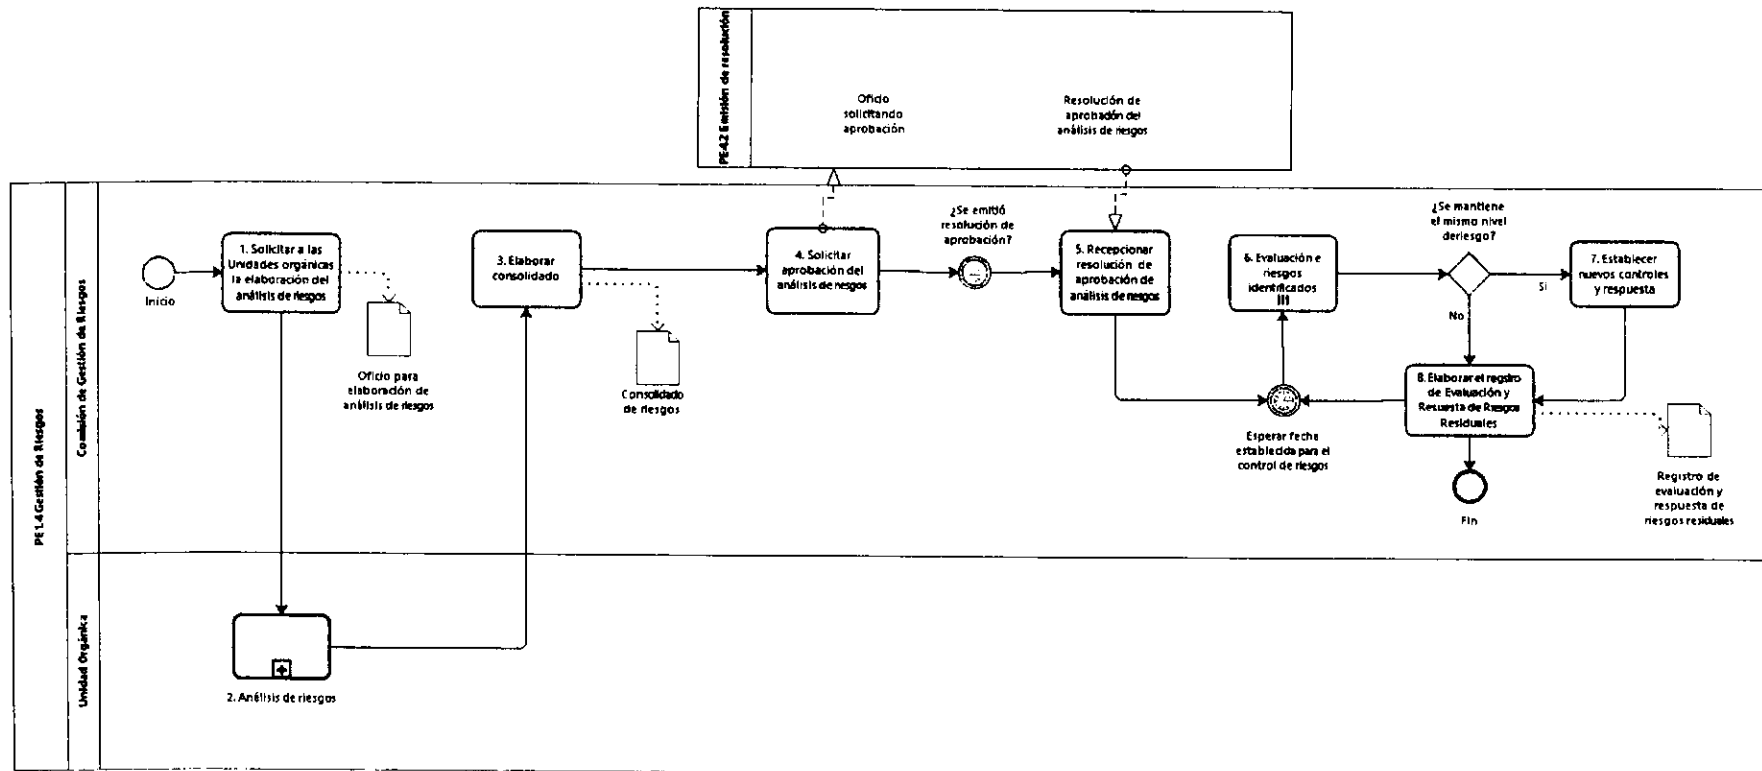 PE4.2 Emisión de resolución
Oficio
solicitando
aprobación
Resolución de
aprobación del
análisis de riesgos
PE1.4 Gestión de Riesgos
Comisión de Gestión de Riesgos
Inicio
1. Solicitar a las
Unidades orgánicas
la elaboración del
análisis de riesgos
Oficio para
elaboración de
análisis de riesgos
3. Elaborar
consolidado
Consolidado
de riesgos
4. Solicitar
aprobación del
análisis de riesgos
¿Se emitió
resolución de
aprobación?
5. Recepcionar
resolución de
aprobación de
análisis de riesgos
6. Evaluación e
riesgos
identificados
¿Se mantiene
el mismo nivel
deriesgo?
Si
No
7. Establecer
nuevos controles
y respuesta
8. Elaborar el registro
de Evaluación y
Resuesta de Riesgos
Residuales
Esperar fecha
establecida para el
control de riesgos
Fin
Registro de
evaluación y
respuesta de
riesgos residuales
Unidad Orgánica
2. Análisis de riesgos